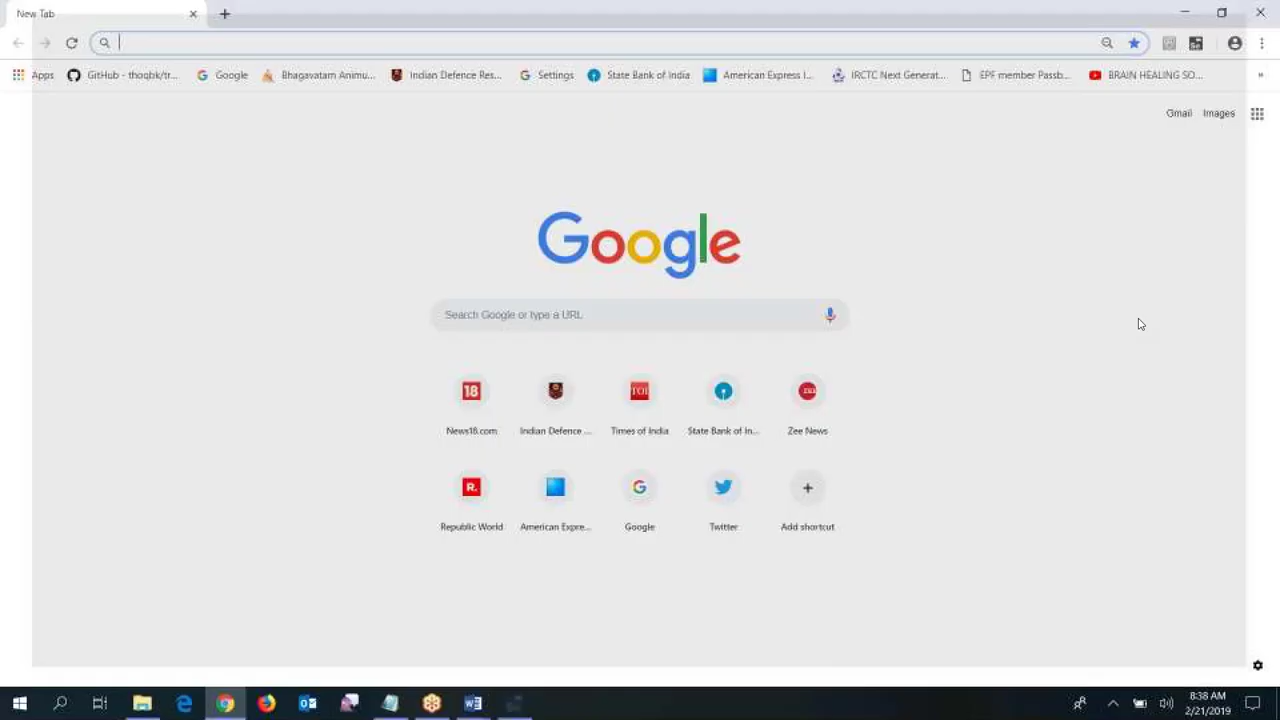 New Tab
Apps GitHub - thoqbk/tr... Google Bhagavatam Animu... Indian Defence Res... Settings State Bank of India American Express I... IRCTC Next Generat... EPF member Passb... BRAIN HEALING SO... »
Gmail Images
Google
Search Google or type a URL
18 TOI ZEE
News18.com Indian Defence ... Times of India State Bank of In... Zee News
R.
Republic World American Expre... Google Twitter Add shortcut
8:38 AM
2/21/2019